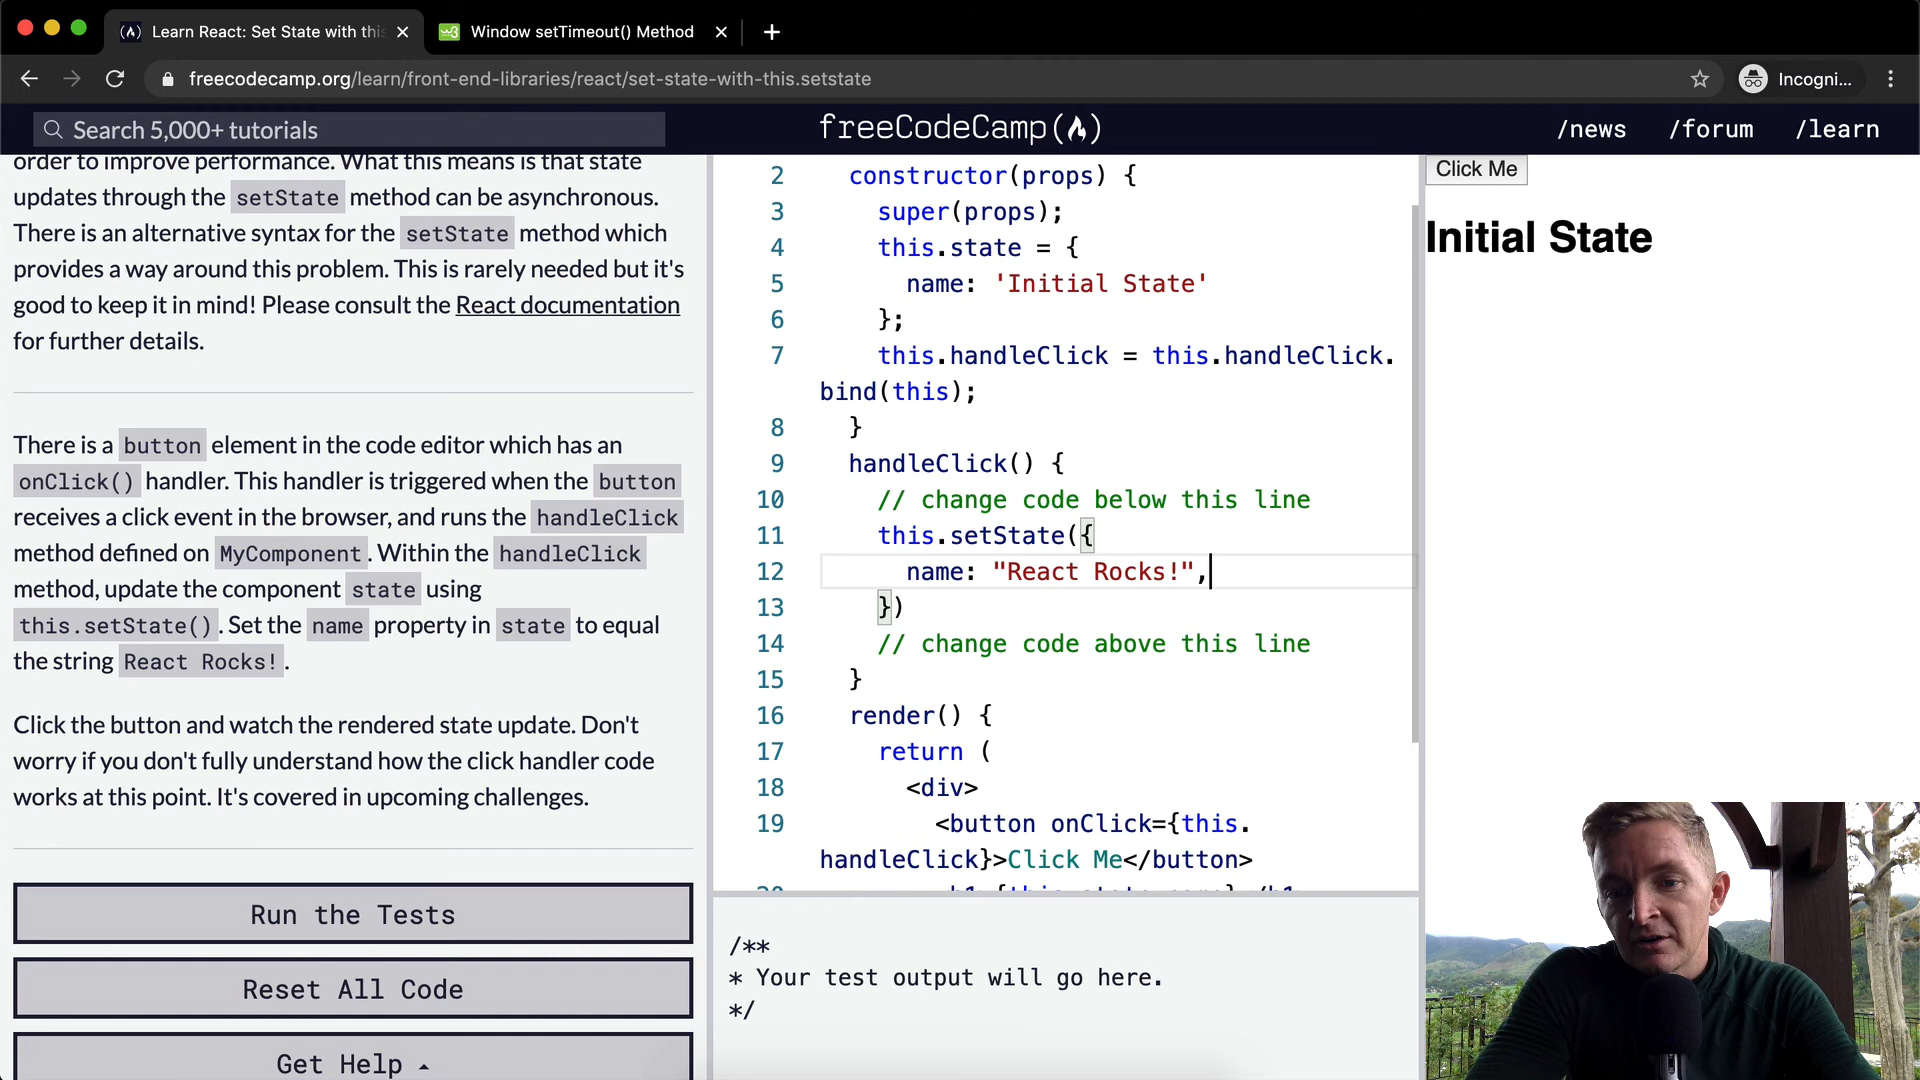 Learn React: Set State with this
Window setTimeout() Method
freecodecamp.org/learn/front-end-libraries/react/set-state-with-this.setstate
Incogni...
Search 5,000+ tutorials
freeCodeCamp
/news /forum /learn
order to improve performance. What this means is that state
updates through the setState method can be asynchronous.
There is an alternative syntax for the setState method which
provides a way around this problem. This is rarely needed but it's
good to keep it in mind! Please consult the React documentation
for further details.
There is a button element in the code editor which has an
onClick() handler. This handler is triggered when the button
receives a click event in the browser, and runs the handleClick
method defined on MyComponent. Within the handleClick
method, update the component state using
this.setState(). Set the name property in state to equal
the string React Rocks!.
Click the button and watch the rendered state update. Don't
worry if you don't fully understand how the click handler code
works at this point. It's covered in upcoming challenges.
Run the Tests
Reset All Code
Get Help
2 constructor(props) {
3 super(props);
4 this.state = {
5 name: 'Initial State'
6 };
7 this.handleClick = this.handleClick.
bind(this);
8 }
9 handleClick() {
10 // change code below this line
11 this.setState({
12 name: "React Rocks!",
13 })
14 // change code above this line
15 }
16 render() {
17 return (
18 <div>
19 <button onClick={this.
handleClick}>Click Me</button>
/**
* Your test output will go here.
*/
Click Me
Initial State